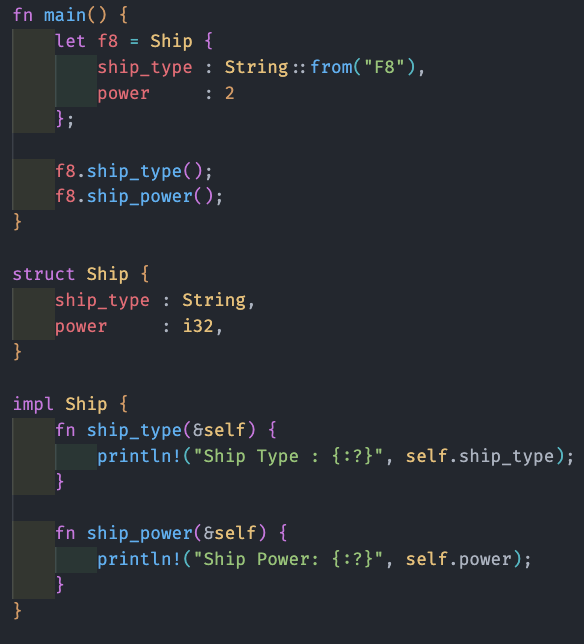 fn main() {
    let f8 = Ship {
        ship_type : String::from("F8"),
        power     : 2
    };

    f8.ship_type();
    f8.ship_power();
}

struct Ship {
    ship_type : String,
    power     : i32,
}

impl Ship {
    fn ship_type(&self) {
        println!("Ship Type : {:?}", self.ship_type);
    }

    fn ship_power(&self) {
        println!("Ship Power: {:?}", self.power);
    }
}